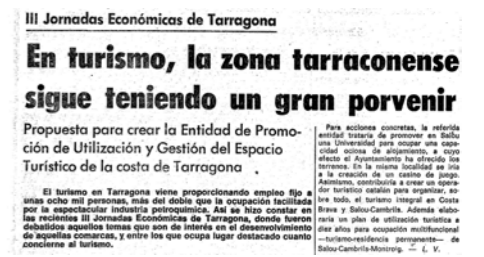 III Jornadas Económicas de Tarragona
En turismo, la zona tarraconense
sigue teniendo un gran porvenir
Propuesta para crear la Entidad de Promo-
ción de Utilización y Gestión del Espacio
Turístico de la costa de Tarragona
El turismo en Tarragona viene proporcionando empleo fijo a
unas ocho mil personas, más del doble que la ocupación facilitada
por la espectacular industria petroquímica. Así se hizo constar en
las recientes III Jornadas Económicas de Tarragona, donde fueron
debatidos aquellos temas que son de interés en el desenvolvimiento
de aquellas comarcas, y entre los que ocupa lugar destacado cuanto
concierne al turismo.
Para acciones concretas, la referida
entidad trataría de promover en Salou
una Universidad para ocupar una capa-
cidad ociosa de alojamiento, a cuyo
efecto el Ayuntamiento ha ofrecido los
terrenos. En la misma localidad se iría
a la creación de un casino de juego.
Asimismo, contribuiría a crear un opera-
dor turístico catalán para organizar, so-
bre todo, el turismo integral en Costa
Brava y Salou-Cambrils. Además elabo-
raría un plan de utilización turística a
diez años para ocupación multifuncional
—turismo-residencia permanente— de
Salou-Cambrils-Montroig. — L. V.